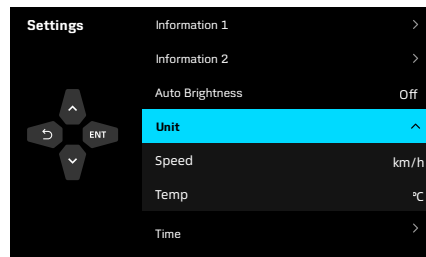 Settings
Information 1
Information 2
Auto Brightness Off
ENT
Unit
Speed km/h
Temp °C
Time